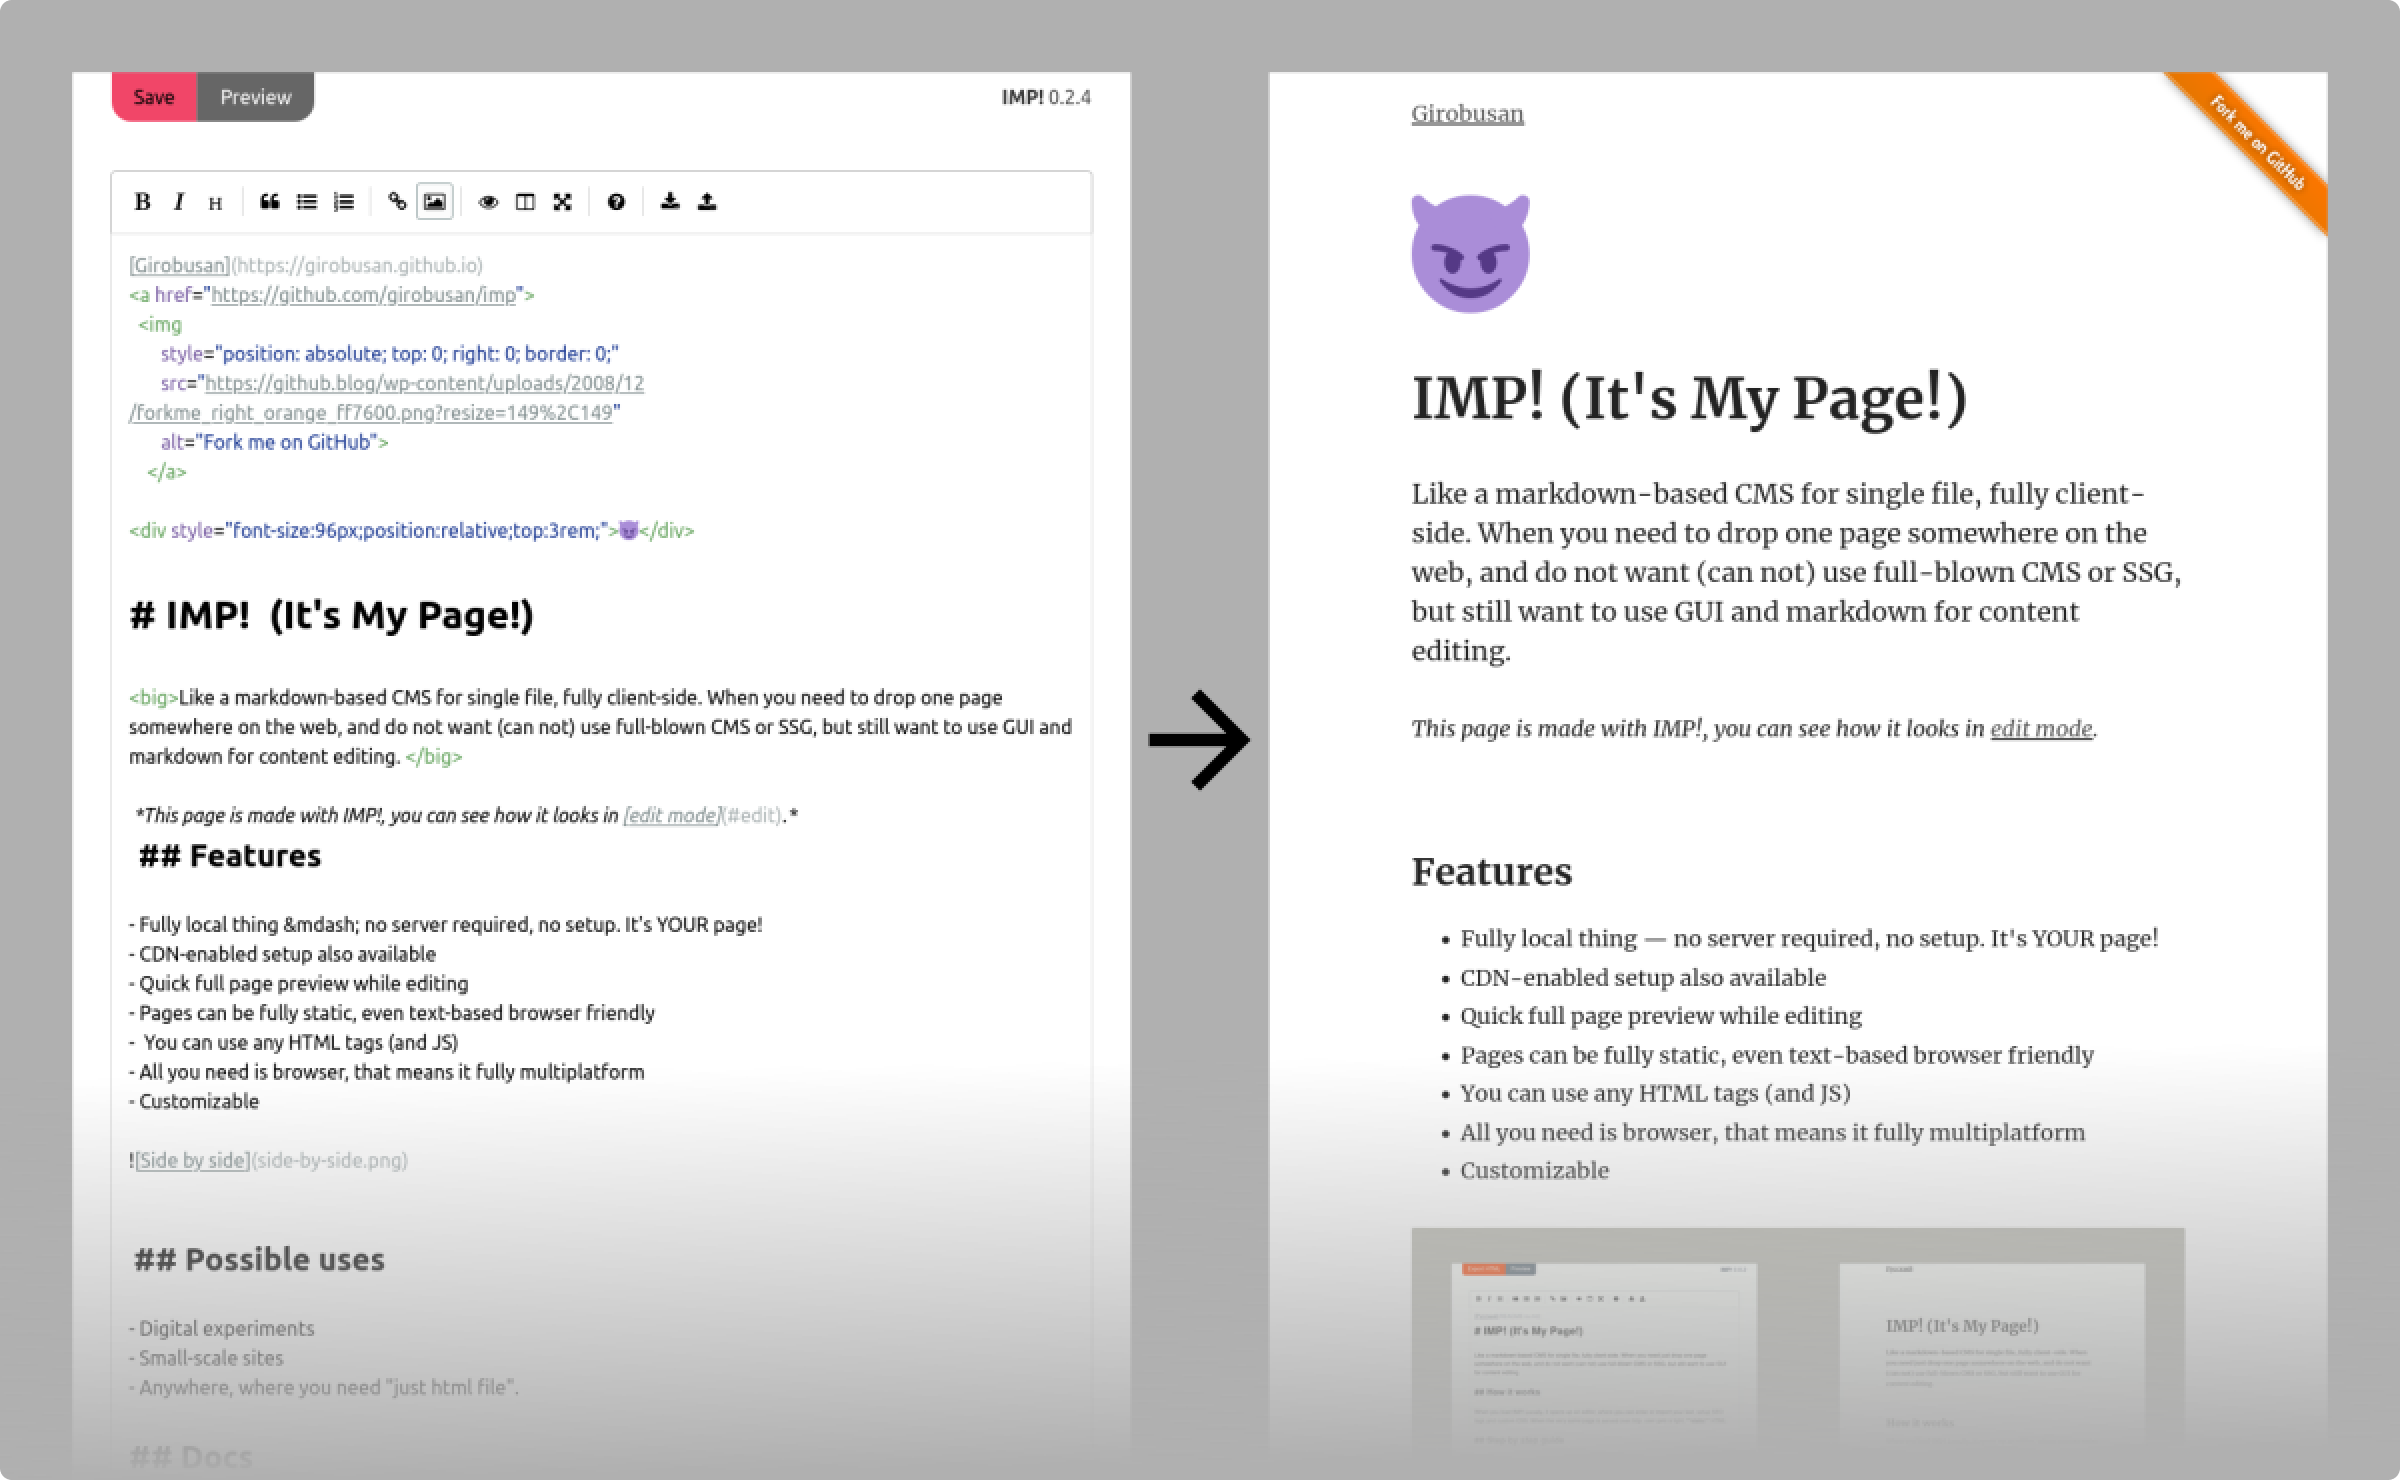 Save Preview IMP! 0.2.4
B I H
[Girobusan](https://girobusan.github.io)
<a href="https://github.com/girobusan/imp">
<img
style="position: absolute; top: 0; right: 0; border: 0;"
src="https://github.blog/wp-content/uploads/2008/12
/forkme_right_orange_ff7600.png?resize=149%2C149"
alt="Fork me on GitHub">
</a>
<div style="font-size:96px;position:relative;top:3rem;">😈</div>
# IMP!  (It's My Page!)
<big>Like a markdown-based CMS for single file, fully client-side. When you need to drop one page
somewhere on the web, and do not want (can not) use full-blown CMS or SSG, but still want to use GUI and
markdown for content editing. </big>
*This page is made with IMP!, you can see how it looks in [edit mode](#edit).*
## Features
- Fully local thing &mdash; no server required, no setup. It's YOUR page!
- CDN-enabled setup also available
- Quick full page preview while editing
- Pages can be fully static, even text-based browser friendly
-  You can use any HTML tags (and JS)
- All you need is browser, that means it fully multiplatform
- Customizable
![Side by side](side-by-side.png)
## Possible uses
- Digital experiments
- Small-scale sites
- Anywhere, where you need "just html file".
## Docs
Girobusan
Fork me on GitHub
IMP! (It's My Page!)
Like a markdown-based CMS for single file, fully client-
side. When you need to drop one page somewhere on the
web, and do not want (can not) use full-blown CMS or SSG,
but still want to use GUI and markdown for content
editing.
This page is made with IMP!, you can see how it looks in edit mode.
Features
• Fully local thing — no server required, no setup. It's YOUR page!
• CDN-enabled setup also available
• Quick full page preview while editing
• Pages can be fully static, even text-based browser friendly
• You can use any HTML tags (and JS)
• All you need is browser, that means it fully multiplatform
• Customizable
# IMP! (It's My Page!)
## How it works
IMP! (It's My Page!)
How it works